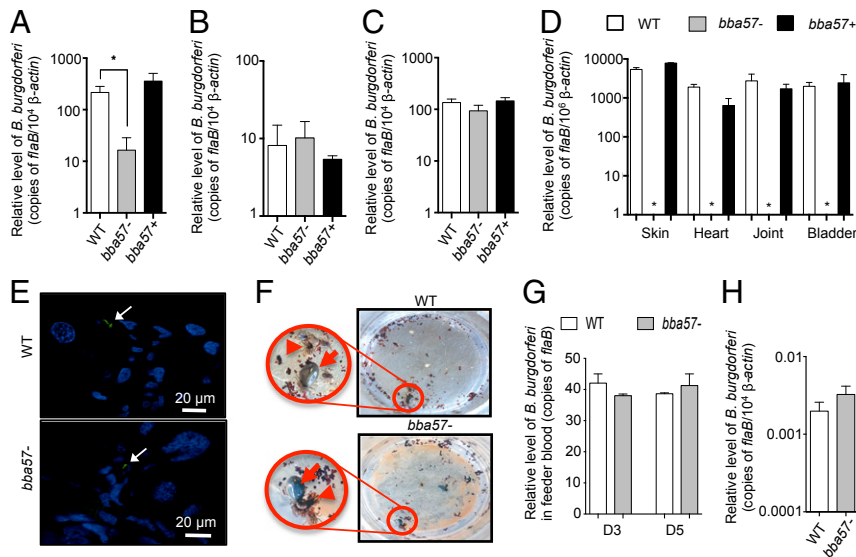 A
Relative level of B. burgdorferi
(copies of flaB/10⁴ β-actin)
1000
100
10
1
*
WT
bba57-
bba57+
B
Relative level of B. burgdorferi
(copies of flaB/10⁴ β-actin)
100
10
1
WT
bba57-
bba57+
C
Relative level of B. burgdorferi
(copies of flaB/10⁴ β-actin)
1000
100
10
1
WT
bba57-
bba57+
D
WT
bba57-
bba57+
Relative level of B. burgdorferi
(copies of flaB/10⁶ β-actin)
10000
1000
100
10
1
*
*
*
*
Skin
Heart
Joint
Bladder
E
WT
20 µm
bba57-
20 µm
F
WT
bba57-
G
WT
bba57-
Relative level of B. burgdorferi
in feeder blood (copies of flaB)
50
40
30
20
10
0
D3
D5
H
Relative level of B. burgdorferi
(copies of flaB/10⁴ β-actin)
0.01
0.001
0.0001
WT
bba57-